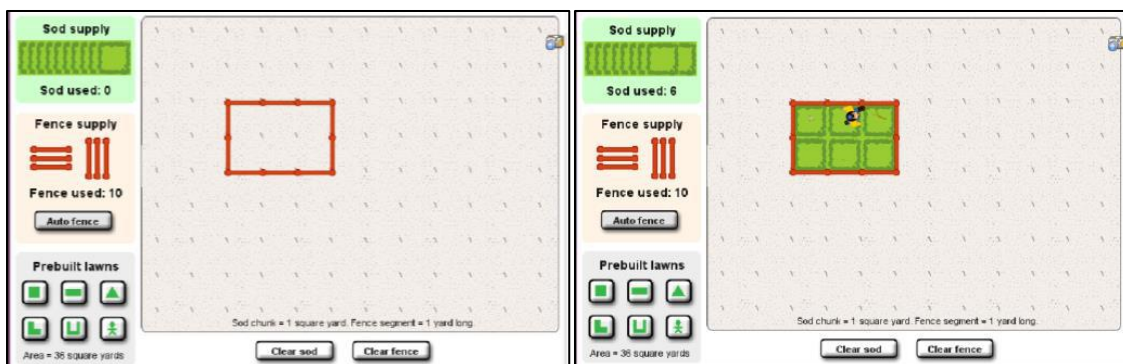 Sod supply
Sod used: 0
Fence supply
Fence used: 10
Auto fence
Prebuilt lawns
Area = 36 square yards
Sod chunk = 1 square yard. Fence segment = 1 yard long.
Clear sod
Clear fence
Sod supply
Sod used: 6
Fence supply
Fence used: 10
Auto fence
Prebuilt lawns
Area = 36 square yards
Sod chunk = 1 square yard. Fence segment = 1 yard long.
Clear sod
Clear fence